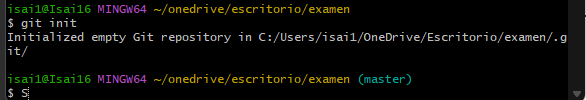 isai1@Isai16 MINGW64 ~/onedrive/escritorio/examen
$ git init
Initialized empty Git repository in C:/Users/isai1/OneDrive/Escritorio/examen/.g
it/
isai1@Isai16 MINGW64 ~/onedrive/escritorio/examen (master)
$ S